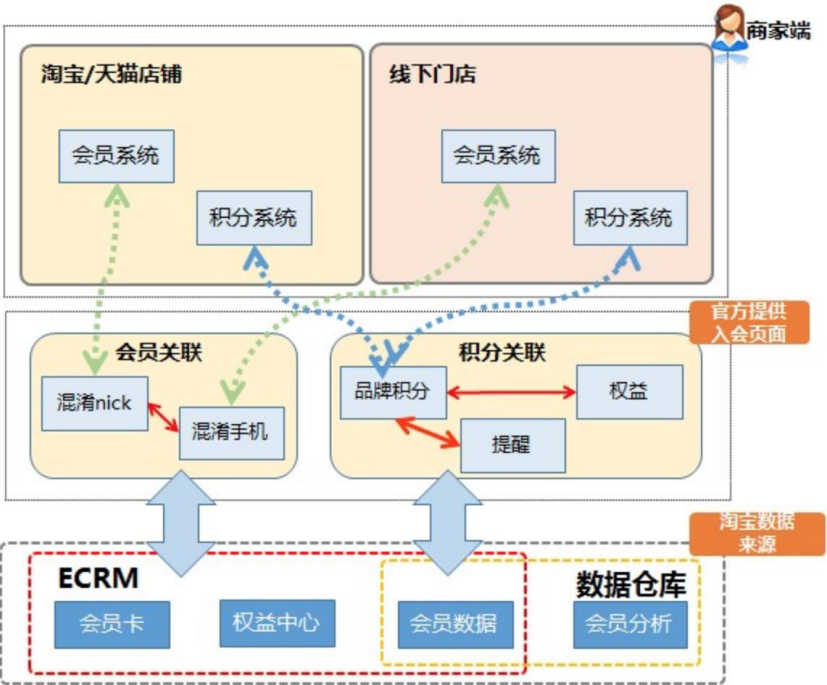 商家端
淘宝/天猫店铺
线下门店
会员系统
会员系统
积分系统
积分系统
官方提供
入会页面
会员关联
积分关联
混淆nick
品牌积分
权益
混淆手机
提醒
淘宝数据
来源
ECRM
数据仓库
会员卡
权益中心
会员数据
会员分析